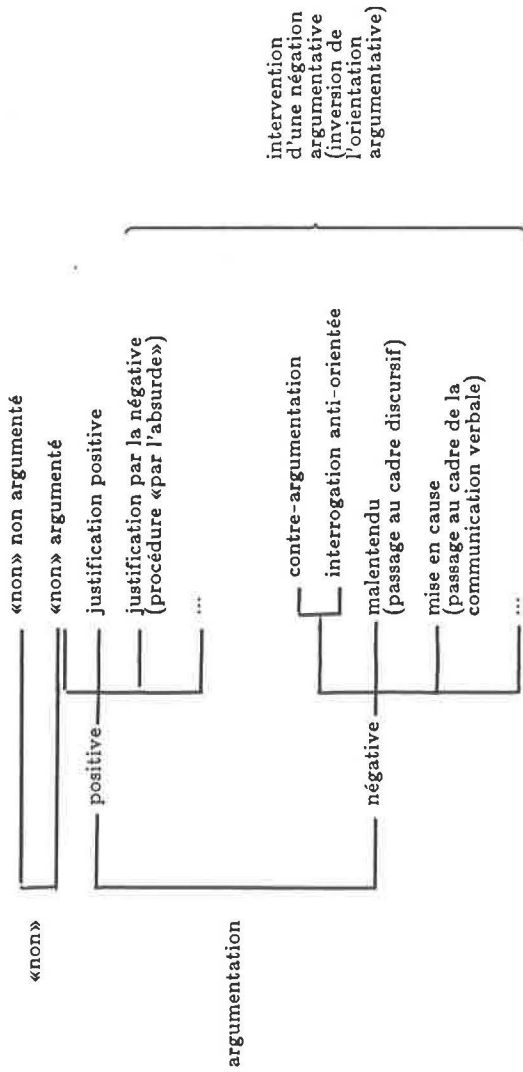 «non»
«non» non argumenté
«non» argumenté
argumentation
positive
justification positive
justification par la négative
(procédure «par l'absurde»)
...
négative
contre-argumentation
interrogation anti-orientée
malentendu
(passage au cadre discursif)
mise en cause
(passage au cadre de la
communication verbale)
...
intervention
d'une négation
argumentative
(inversion de
l'orientation
argumentative)